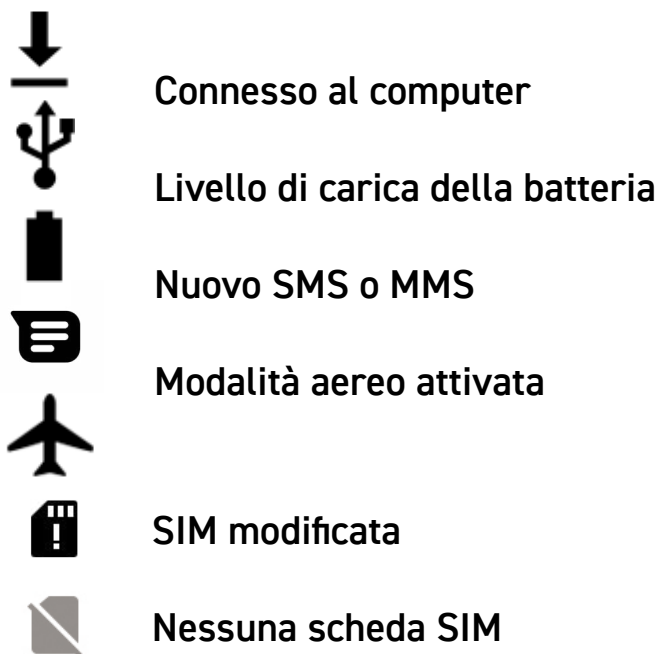 Connesso al computer
Livello di carica della batteria
Nuovo SMS o MMS
Modalità aereo attivata
SIM modificata
Nessuna scheda SIM